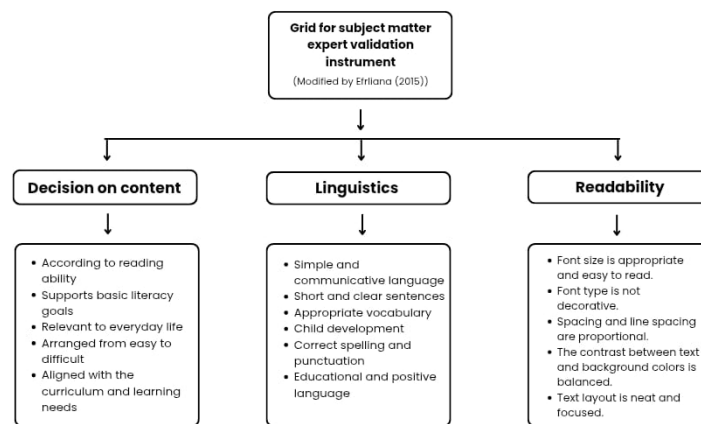 Grid for subject matter
expert validation
instrument
(Modified by Efrliana (2015))
Decision on content
Linguistics
Readability
• According to reading
ability
• Supports basic literacy
goals
• Relevant to everyday life
• Arranged from easy to
difficult
• Aligned with the
curriculum and learning
needs
• Simple and
communicative language
• Short and clear sentences
• Appropriate vocabulary
• Child development
• Correct spelling and
punctuation
• Educational and positive
language
• Font size is appropriate
and easy to read.
• Font type is not
decorative.
• Spacing and line spacing
are proportional.
• The contrast between text
and background colors is
balanced.
• Text layout is neat and
focused.